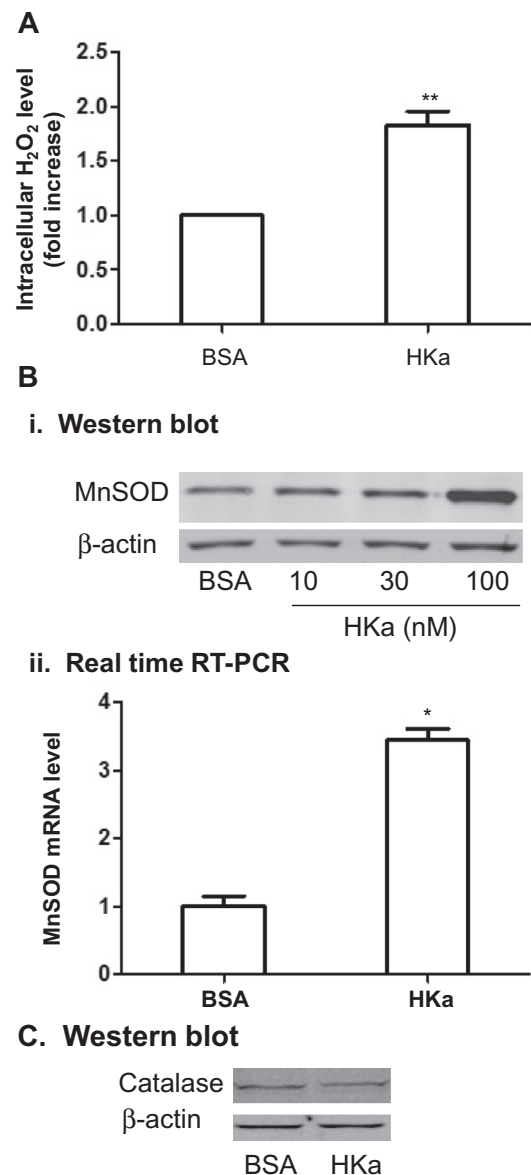 A
Intracellular H₂O₂ level
(fold increase)
2.5
2.0
1.5
1.0
0.5
0.0
**
BSA
HKa
B
i. Western blot
MnSOD
β-actin
BSA
10
30
100
HKa (nM)
ii. Real time RT-PCR
MnSOD mRNA level
4
3
2
1
0
*
BSA
HKa
C. Western blot
Catalase
β-actin
BSA
HKa